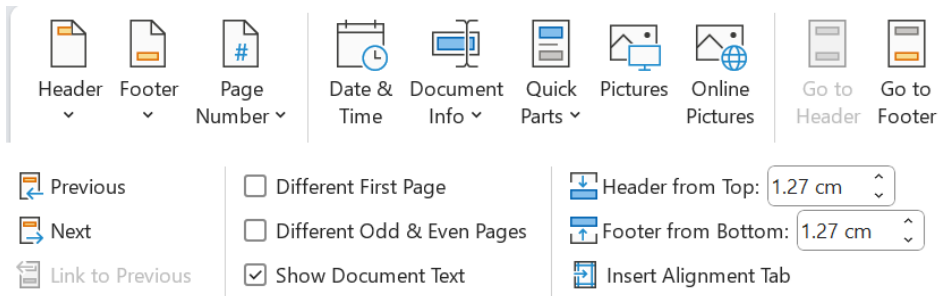 Header Footer Page Number Date & Time Document Info Quick Parts Pictures Online Pictures Go to Header Go to Footer
Previous
Different First Page
Header from Top: 1.27 cm
Next
Different Odd & Even Pages
Footer from Bottom: 1.27 cm
Link to Previous
Show Document Text
Insert Alignment Tab